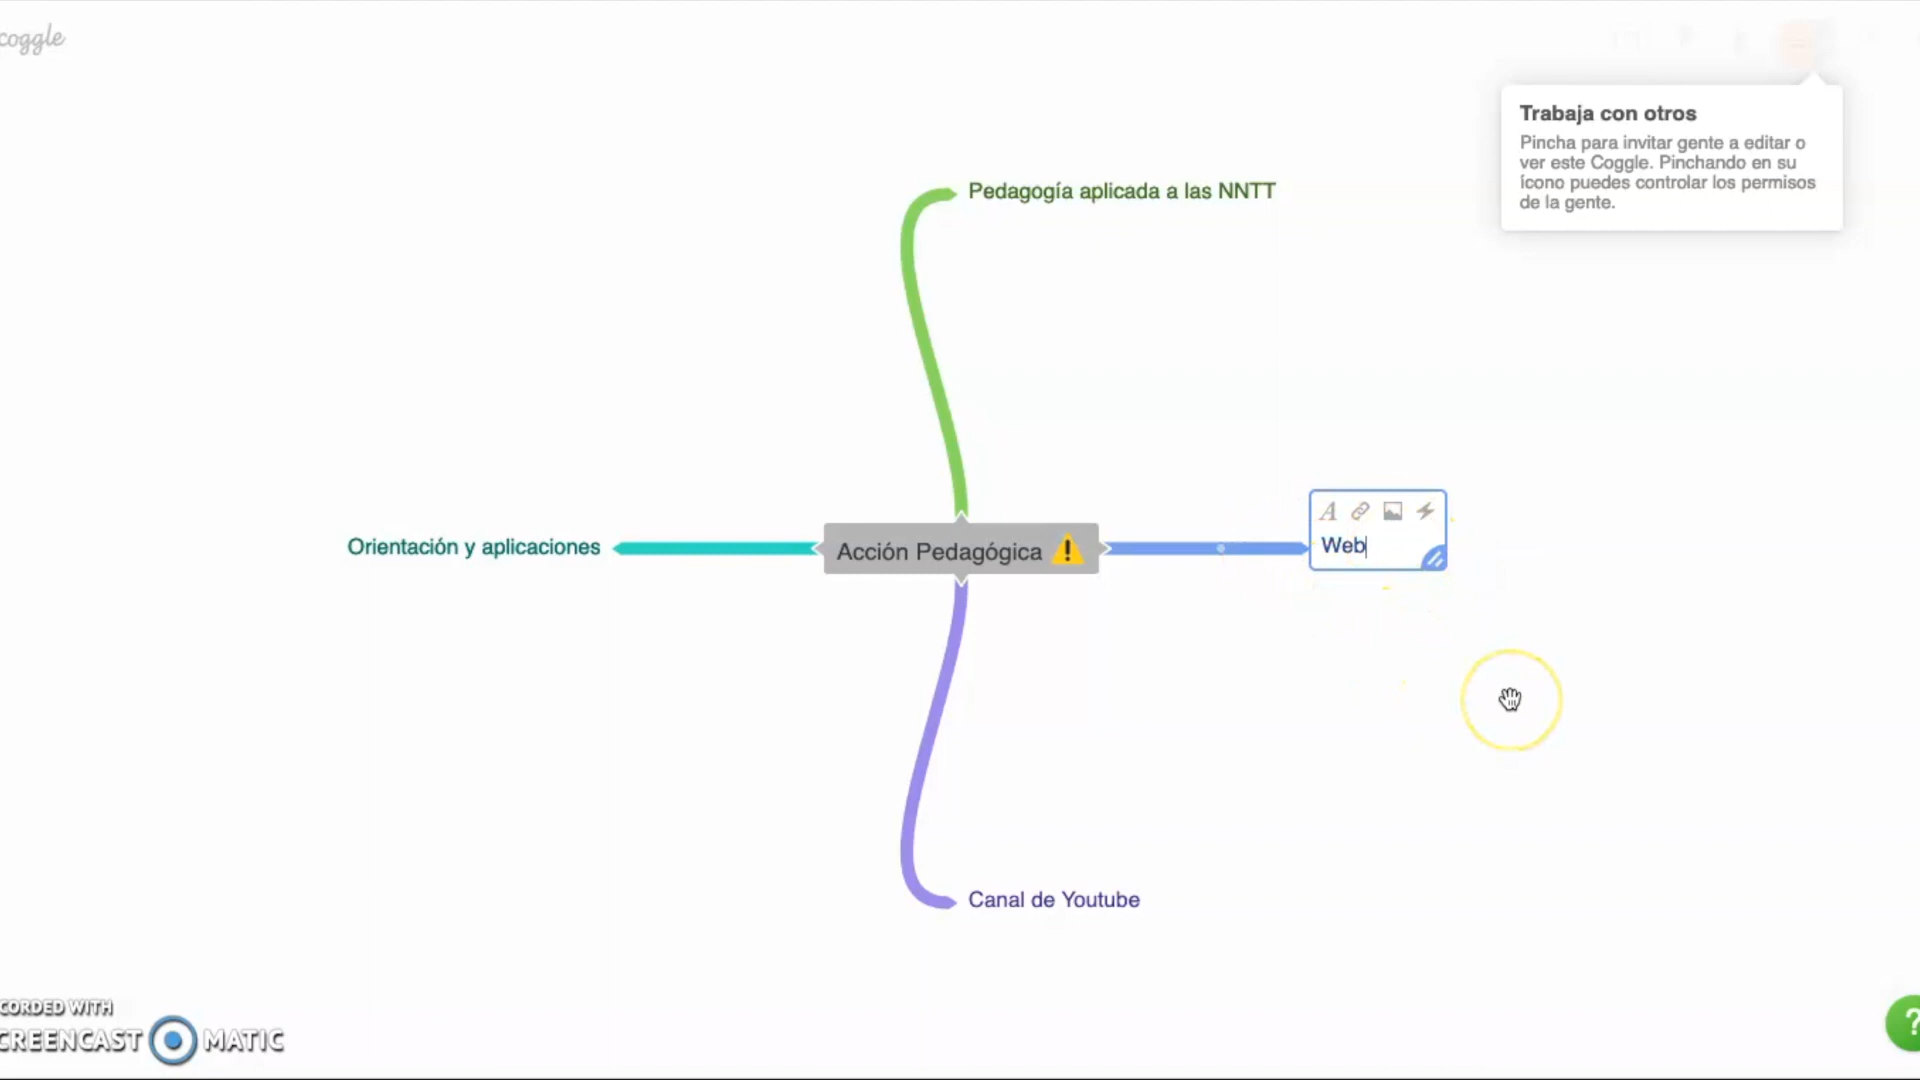 coggle
Trabaja con otros
Pincha para invitar gente a editar o
ver este Coggle. Pinchando en su
ícono puedes controlar los permisos
de la gente.
Pedagogía aplicada a las NNTT
A
Web
Orientación y aplicaciones
Acción Pedagógica
Canal de Youtube
CORDED WITH
CREENCAST MATIC
?